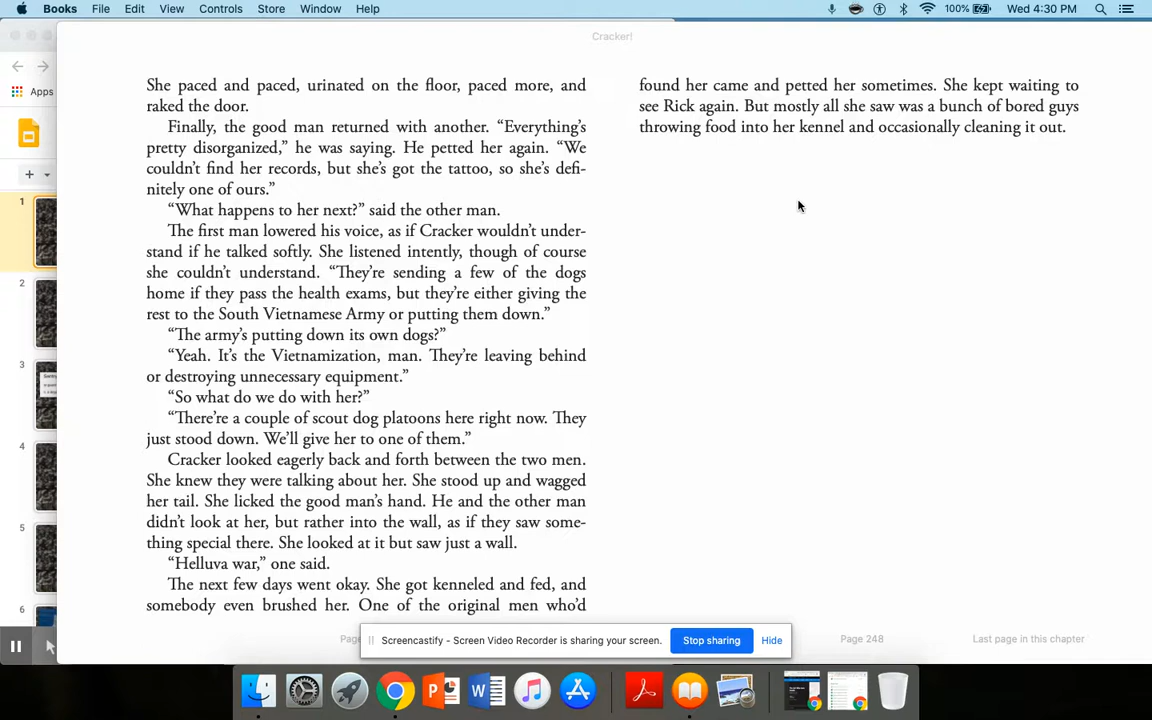 Books File Edit View Controls Store Window Help 100% Wed 4:30 PM
Cracker!
Apps
She paced and paced, urinated on the floor, paced more, and
raked the door.
Finally, the good man returned with another. “Everything’s
pretty disorganized,” he was saying. He petted her again. “We
couldn’t find her records, but she’s got the tattoo, so she’s defi-
nitely one of ours.”
“What happens to her next?” said the other man.
The first man lowered his voice, as if Cracker wouldn’t under-
stand if he talked softly. She listened intently, though of course
she couldn’t understand. “They’re sending a few of the dogs
home if they pass the health exams, but they’re either giving the
rest to the South Vietnamese Army or putting them down.”
“The army’s putting down its own dogs?”
“Yeah. It’s the Vietnamization, man. They’re leaving behind
or destroying unnecessary equipment.”
“So what do we do with her?”
“There’re a couple of scout dog platoons here right now. They
just stood down. We’ll give her to one of them.”
Cracker looked eagerly back and forth between the two men.
She knew they were talking about her. She stood up and wagged
her tail. She licked the good man’s hand. He and the other man
didn’t look at her, but rather into the wall, as if they saw some-
thing special there. She looked at it but saw just a wall.
“Helluva war,” one said.
The next few days went okay. She got kenneled and fed, and
somebody even brushed her. One of the original men who’d
found her came and petted her sometimes. She kept waiting to
see Rick again. But mostly all she saw was a bunch of bored guys
throwing food into her kennel and occasionally cleaning it out.
1
2
3
4
5
6
Screencastify - Screen Video Recorder is sharing your screen. Stop sharing Hide
Page 248 Last page in this chapter